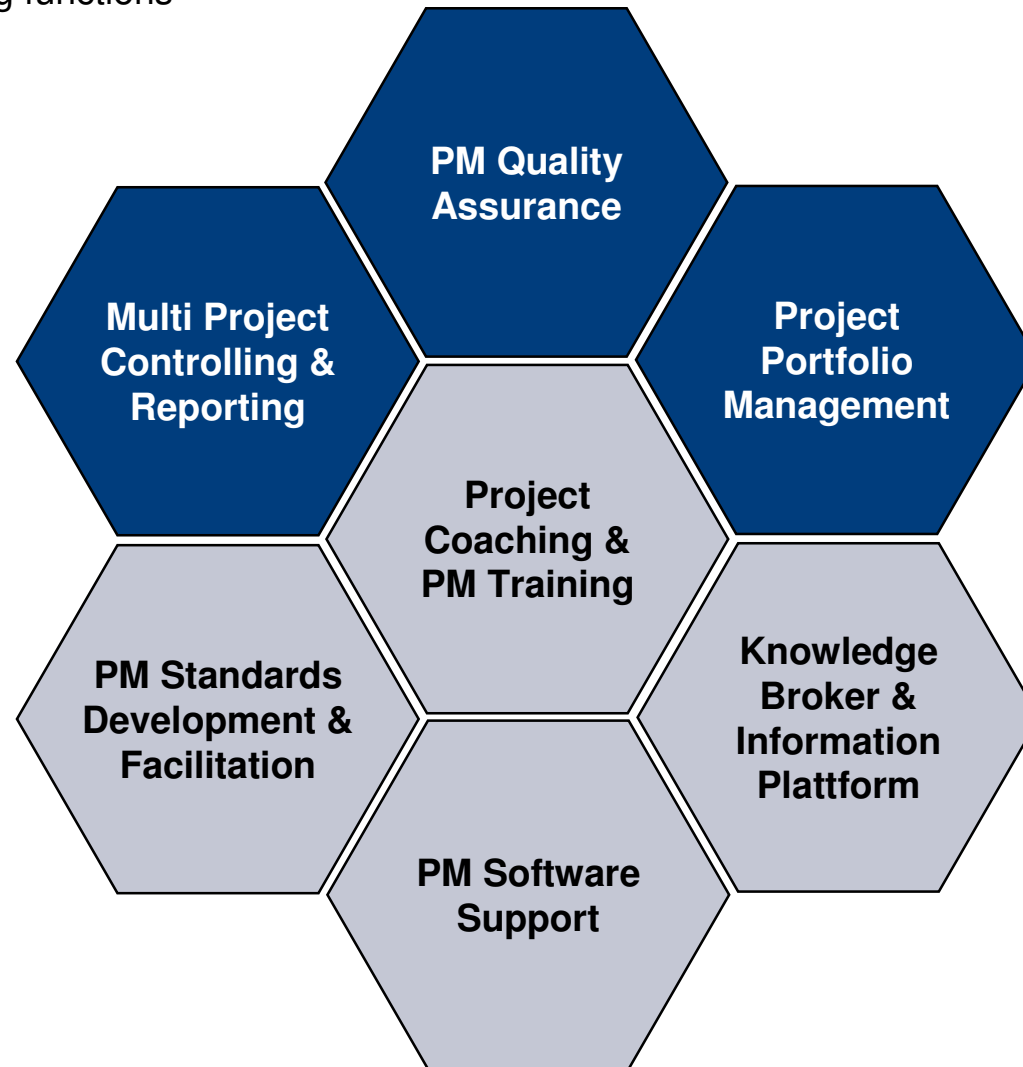 functions
PM Quality
Assurance
Multi Project
Controlling &
Reporting
Project
Portfolio
Management
Project
Coaching &
PM Training
PM Standards
Development &
Facilitation
Knowledge
Broker &
Information
Plattform
PM Software
Support